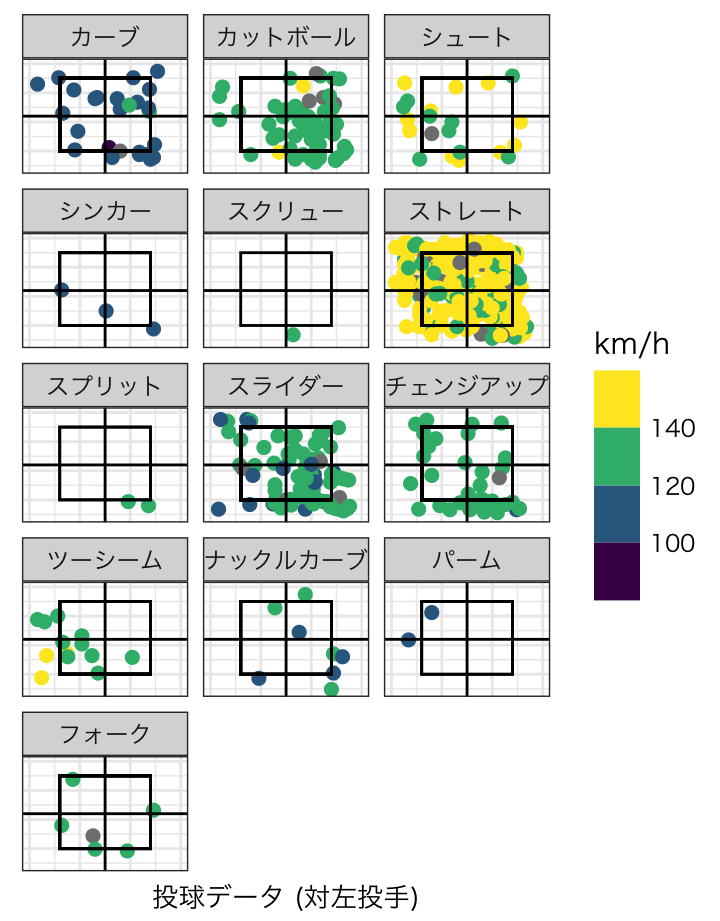 カーブ
カットボール
シュート
シンカー
スクリュー
ストレート
スプリット
スライダー
チェンジアップ
ツーシーム
ナックルカーブ
パーム
フォーク
km/h
140
120
100
投球データ (対左投手)